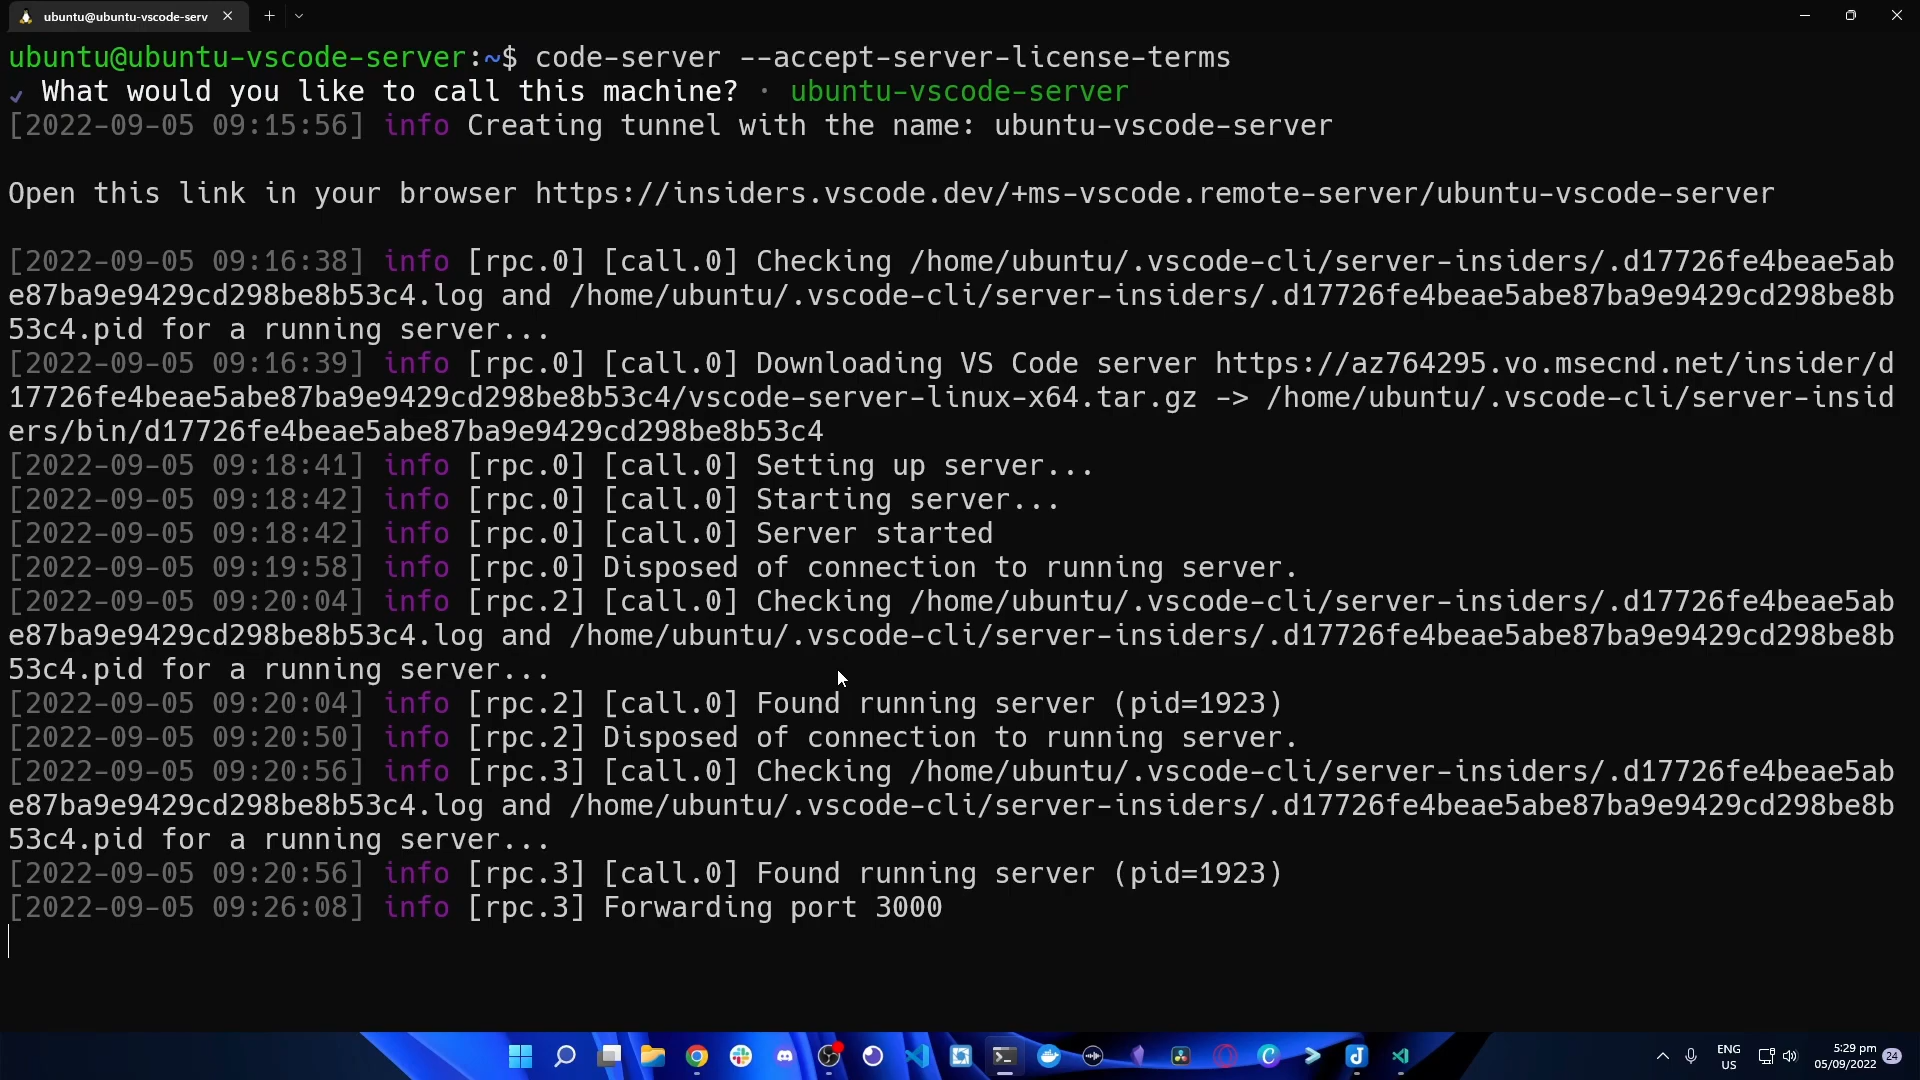 ubuntu@ubuntu-vscode-serv
ubuntu@ubuntu-vscode-server:~$ code-server --accept-server-license-terms
✔ What would you like to call this machine? · ubuntu-vscode-server
[2022-09-05 09:15:56] info Creating tunnel with the name: ubuntu-vscode-server
Open this link in your browser https://insiders.vscode.dev/+ms-vscode.remote-server/ubuntu-vscode-server
[2022-09-05 09:16:38] info [rpc.0] [call.0] Checking /home/ubuntu/.vscode-cli/server-insiders/.d17726fe4beae5ab
e87ba9e9429cd298be8b53c4.log and /home/ubuntu/.vscode-cli/server-insiders/.d17726fe4beae5abe87ba9e9429cd298be8b
53c4.pid for a running server...
[2022-09-05 09:16:39] info [rpc.0] [call.0] Downloading VS Code server https://az764295.vo.msecnd.net/insider/d
17726fe4beae5abe87ba9e9429cd298be8b53c4/vscode-server-linux-x64.tar.gz -> /home/ubuntu/.vscode-cli/server-insid
ers/bin/d17726fe4beae5abe87ba9e9429cd298be8b53c4
[2022-09-05 09:18:41] info [rpc.0] [call.0] Setting up server...
[2022-09-05 09:18:42] info [rpc.0] [call.0] Starting server...
[2022-09-05 09:18:42] info [rpc.0] [call.0] Server started
[2022-09-05 09:19:58] info [rpc.0] Disposed of connection to running server.
[2022-09-05 09:20:04] info [rpc.2] [call.0] Checking /home/ubuntu/.vscode-cli/server-insiders/.d17726fe4beae5ab
e87ba9e9429cd298be8b53c4.log and /home/ubuntu/.vscode-cli/server-insiders/.d17726fe4beae5abe87ba9e9429cd298be8b
53c4.pid for a running server...
[2022-09-05 09:20:04] info [rpc.2] [call.0] Found running server (pid=1923)
[2022-09-05 09:20:50] info [rpc.2] Disposed of connection to running server.
[2022-09-05 09:20:56] info [rpc.3] [call.0] Checking /home/ubuntu/.vscode-cli/server-insiders/.d17726fe4beae5ab
e87ba9e9429cd298be8b53c4.log and /home/ubuntu/.vscode-cli/server-insiders/.d17726fe4beae5abe87ba9e9429cd298be8b
53c4.pid for a running server...
[2022-09-05 09:20:56] info [rpc.3] [call.0] Found running server (pid=1923)
[2022-09-05 09:26:08] info [rpc.3] Forwarding port 3000
ENG
US
5:29 pm
05/09/2022
24